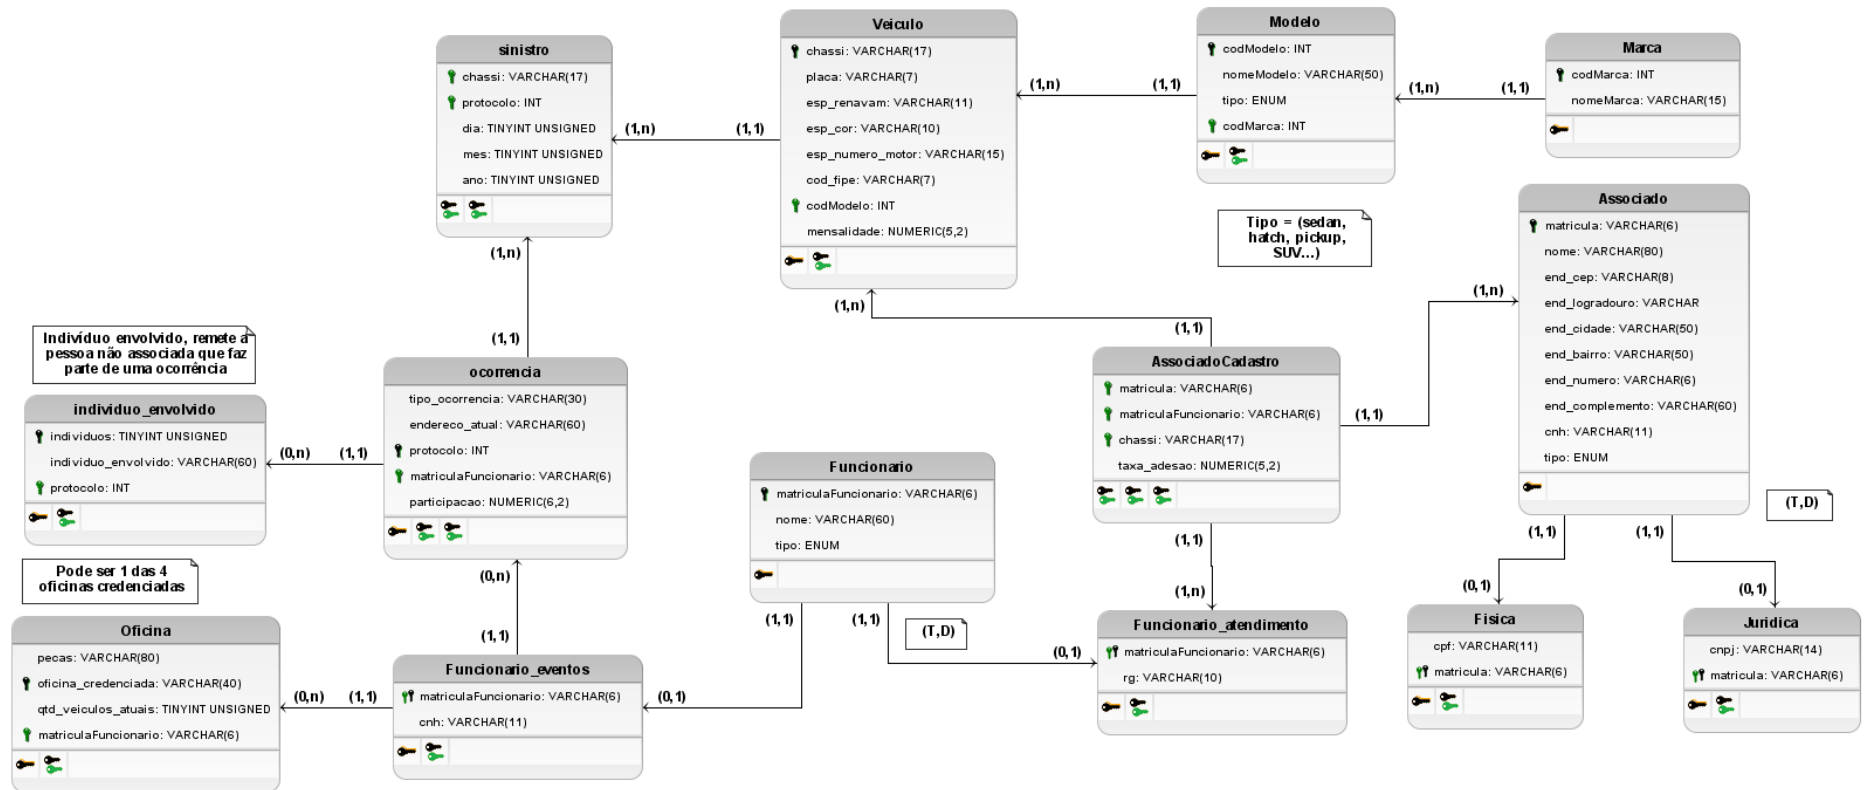 sinistro
chassi: VARCHAR(17)
protocolo: INT
dia: TINYINT UNSIGNED
mes: TINYINT UNSIGNED
ano: TINYINT UNSIGNED
(1,n)
(1,1)
(1,n)
(1,1)
Veiculo
chassi: VARCHAR(17)
placa: VARCHAR(7)
esp_renavam: VARCHAR(11)
esp_cor: VARCHAR(10)
esp_numero_motor: VARCHAR(15)
cod_fipe: VARCHAR(7)
codModelo: INT
mensalidade: NUMERIC(5,2)
(1,n)
(1,1)
Modelo
codModelo: INT
nomeModelo: VARCHAR(50)
tipo: ENUM
codMarca: INT
(1,n)
(1,1)
Marca
codMarca: INT
nomeMarca: VARCHAR(15)
Tipo = (sedan,
hatch, pickup,
SUV...)
Associado
matricula: VARCHAR(6)
nome: VARCHAR(80)
end_cep: VARCHAR(8)
end_logradouro: VARCHAR
end_cidade: VARCHAR(50)
end_bairro: VARCHAR(50)
end_numero: VARCHAR(6)
end_complemento: VARCHAR(60)
cnh: VARCHAR(11)
tipo: ENUM
(1,n)
(1,1)
(1,n)
(1,1)
AssociadoCadastro
matricula: VARCHAR(6)
matriculaFuncionario: VARCHAR(6)
chassi: VARCHAR(17)
taxa_adesao: NUMERIC(5,2)
(1,1)
(1,n)
Indivíduo envolvido, remete a
pessoa não associada que faz
parte de uma ocorrência
individuo_envolvido
individuos: TINYINT UNSIGNED
individuo_envolvido: VARCHAR(60)
protocolo: INT
(0,n)
(1,1)
ocorrencia
tipo_ocorrencia: VARCHAR(30)
endereco_atual: VARCHAR(60)
protocolo: INT
matriculaFuncionario: VARCHAR(6)
participacao: NUMERIC(6,2)
(0,n)
(1,1)
Funcionario
matriculaFuncionario: VARCHAR(6)
nome: VARCHAR(60)
tipo: ENUM
(1,1)
(1,1)
(T,D)
(0,1)
(0,1)
Pode ser 1 das 4
oficinas credenciadas
Oficina
pecas: VARCHAR(80)
oficina_credenciada: VARCHAR(40)
qtd_veiculos_atuais: TINYINT UNSIGNED
matriculaFuncionario: VARCHAR(6)
(0,n)
(1,1)
Funcionario_eventos
matriculaFuncionario: VARCHAR(6)
cnh: VARCHAR(11)
Funcionario_atendimento
matriculaFuncionario: VARCHAR(6)
rg: VARCHAR(10)
(T,D)
(1,1)
(1,1)
(0,1)
(0,1)
Fisica
cpf: VARCHAR(11)
matricula: VARCHAR(6)
Juridica
cnpj: VARCHAR(14)
matricula: VARCHAR(6)